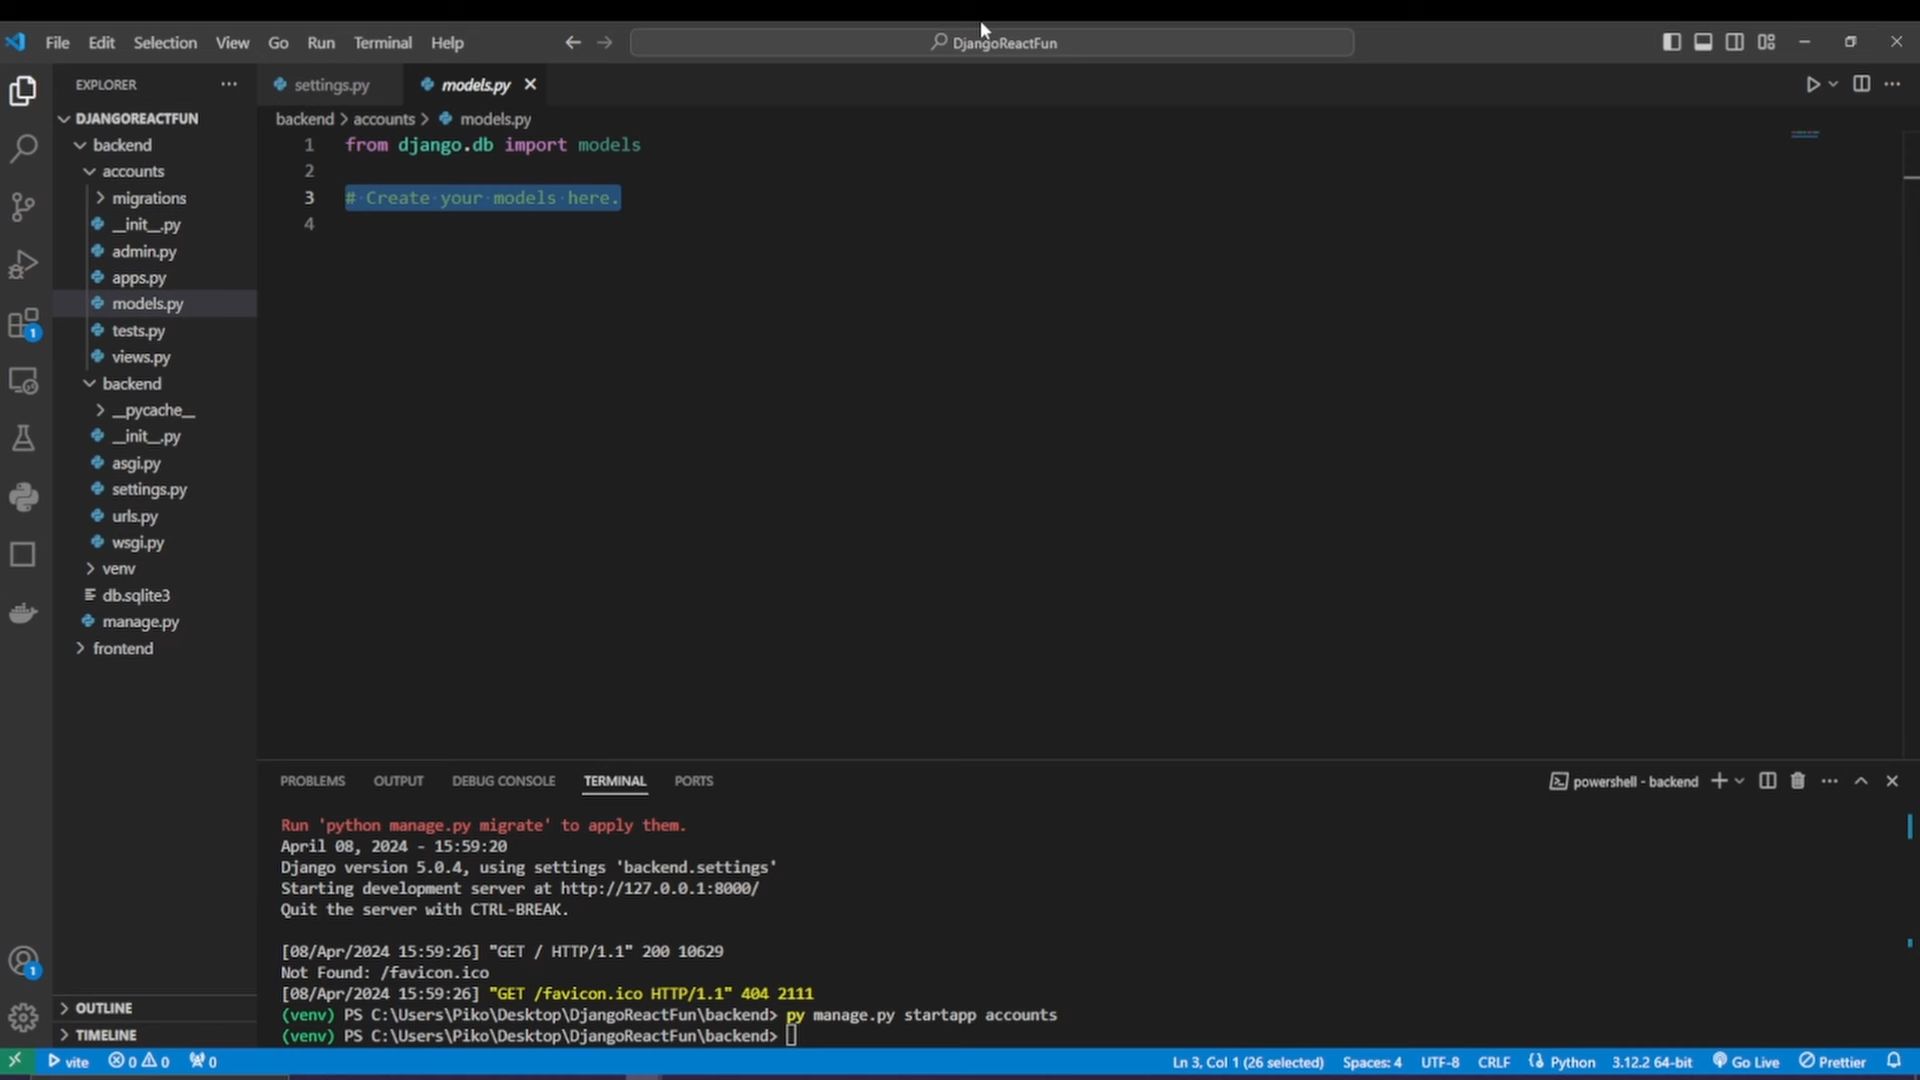 File Edit Selection View Go Run Terminal Help DjangoReactFun
EXPLORER
DJANGOREACTFUN
backend
accounts
migrations
__init__.py
admin.py
apps.py
models.py
tests.py
views.py
backend
__pycache__
__init__.py
asgi.py
settings.py
urls.py
wsgi.py
venv
db.sqlite3
manage.py
frontend
OUTLINE
TIMELINE
1
1
settings.py models.py
backend > accounts > models.py
1 from django.db import models
2
3 # Create your models here.
4
PROBLEMS OUTPUT DEBUG CONSOLE TERMINAL PORTS powershell - backend
Run 'python manage.py migrate' to apply them.
April 08, 2024 - 15:59:20
Django version 5.0.4, using settings 'backend.settings'
Starting development server at http://127.0.0.1:8000/
Quit the server with CTRL-BREAK.
[08/Apr/2024 15:59:26] "GET / HTTP/1.1" 200 10629
Not Found: /favicon.ico
[08/Apr/2024 15:59:26] "GET /favicon.ico HTTP/1.1" 404 2111
(venv) PS C:\Users\Piko\Desktop\DjangoReactFun\backend> py manage.py startapp accounts
(venv) PS C:\Users\Piko\Desktop\DjangoReactFun\backend>
vite 0 0 0 Ln 3, Col 1 (26 selected) Spaces: 4 UTF-8 CRLF Python 3.12.2 64-bit Go Live Prettier